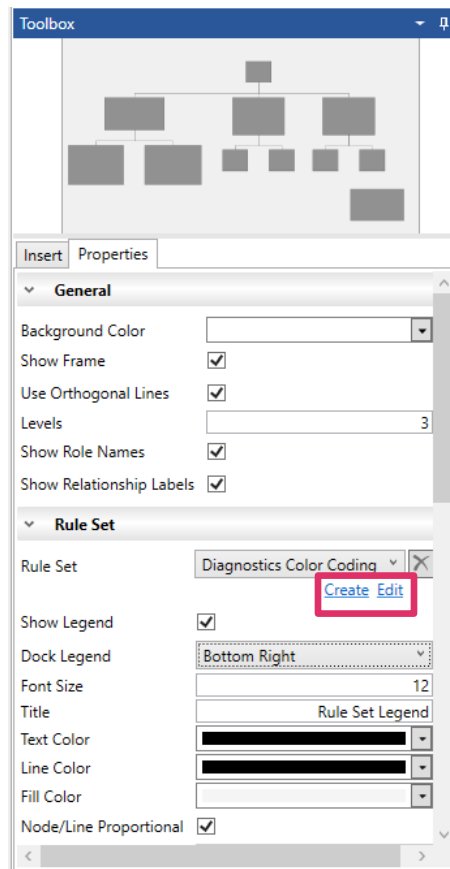 Toolbox
Insert Properties
General
Background Color
Show Frame
Use Orthogonal Lines
Levels 3
Show Role Names
Show Relationship Labels
Rule Set
Rule Set Diagnostics Color Coding
Create Edit
Show Legend
Dock Legend Bottom Right
Font Size 12
Title Rule Set Legend
Text Color
Line Color
Fill Color
Node/Line Proportional